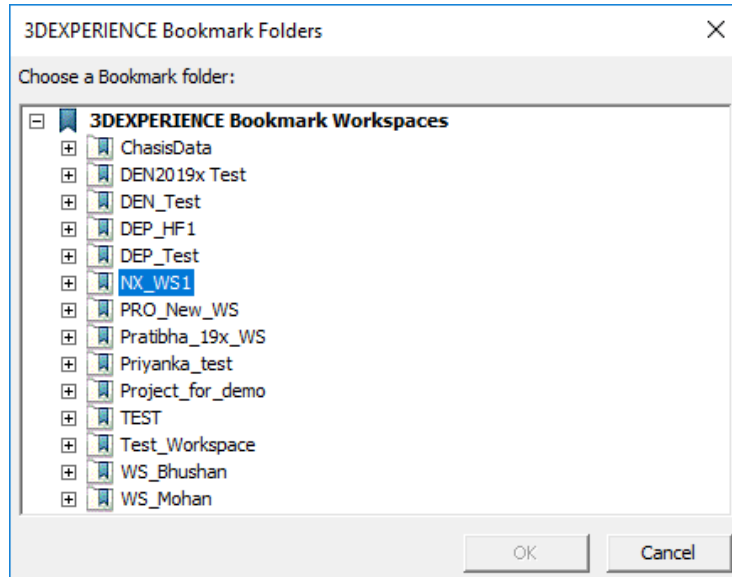 3DEXPERIENCE Bookmark Folders
Choose a Bookmark folder:
3DEXPERIENCE Bookmark Workspaces
ChasisData
DEN2019x Test
DEN_Test
DEP_HF1
DEP_Test
NX_WS1
PRO_New_WS
Pratibha_19x_WS
Priyanka_test
Project_for_demo
TEST
Test_Workspace
WS_Bhushan
WS_Mohan
OK Cancel